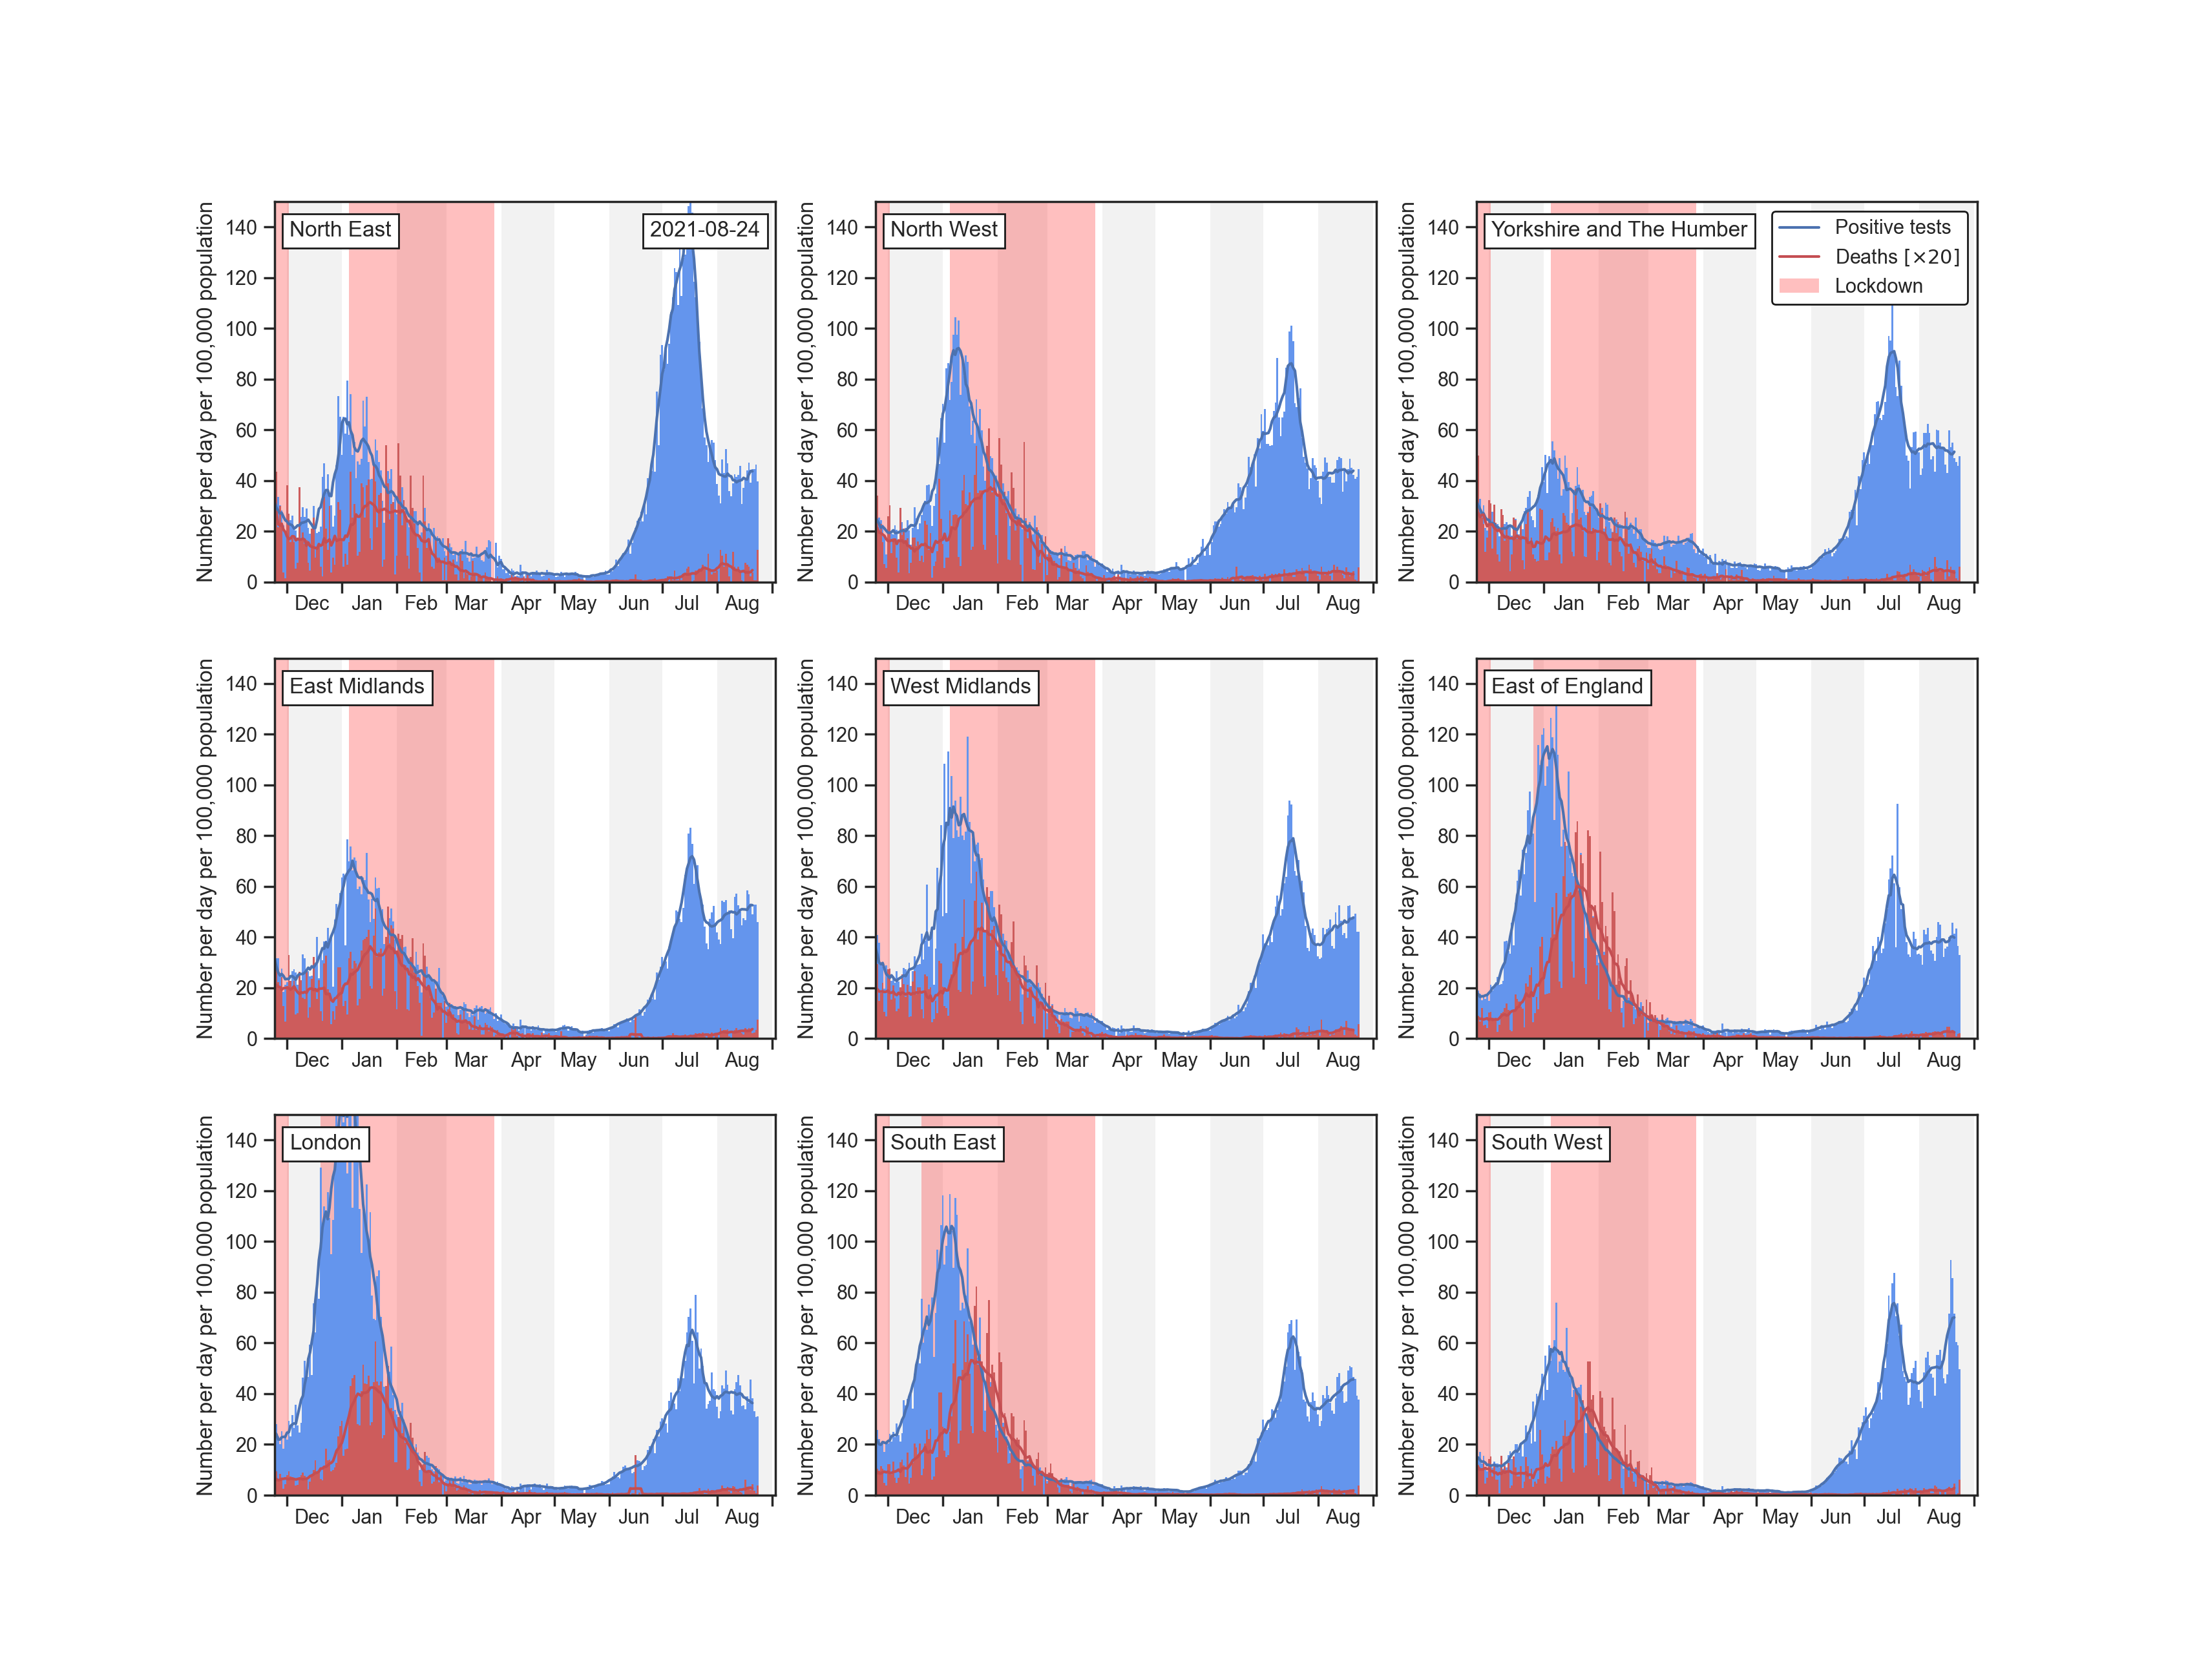 Number per day per 100,000 population
140
120
100
80
60
40
20
0
North East
2021-08-24
Dec Jan Feb Mar Apr May Jun Jul Aug
Number per day per 100,000 population
140
120
100
80
60
40
20
0
North West
Dec Jan Feb Mar Apr May Jun Jul Aug
Number per day per 100,000 population
140
120
100
80
60
40
20
0
Yorkshire and The Humber
Positive tests
Deaths [×20]
Lockdown
Dec Jan Feb Mar Apr May Jun Jul Aug
Number per day per 100,000 population
140
120
100
80
60
40
20
0
East Midlands
Dec Jan Feb Mar Apr May Jun Jul Aug
Number per day per 100,000 population
140
120
100
80
60
40
20
0
West Midlands
Dec Jan Feb Mar Apr May Jun Jul Aug
Number per day per 100,000 population
140
120
100
80
60
40
20
0
East of England
Dec Jan Feb Mar Apr May Jun Jul Aug
Number per day per 100,000 population
140
120
100
80
60
40
20
0
London
Dec Jan Feb Mar Apr May Jun Jul Aug
Number per day per 100,000 population
140
120
100
80
60
40
20
0
South East
Dec Jan Feb Mar Apr May Jun Jul Aug
Number per day per 100,000 population
140
120
100
80
60
40
20
0
South West
Dec Jan Feb Mar Apr May Jun Jul Aug